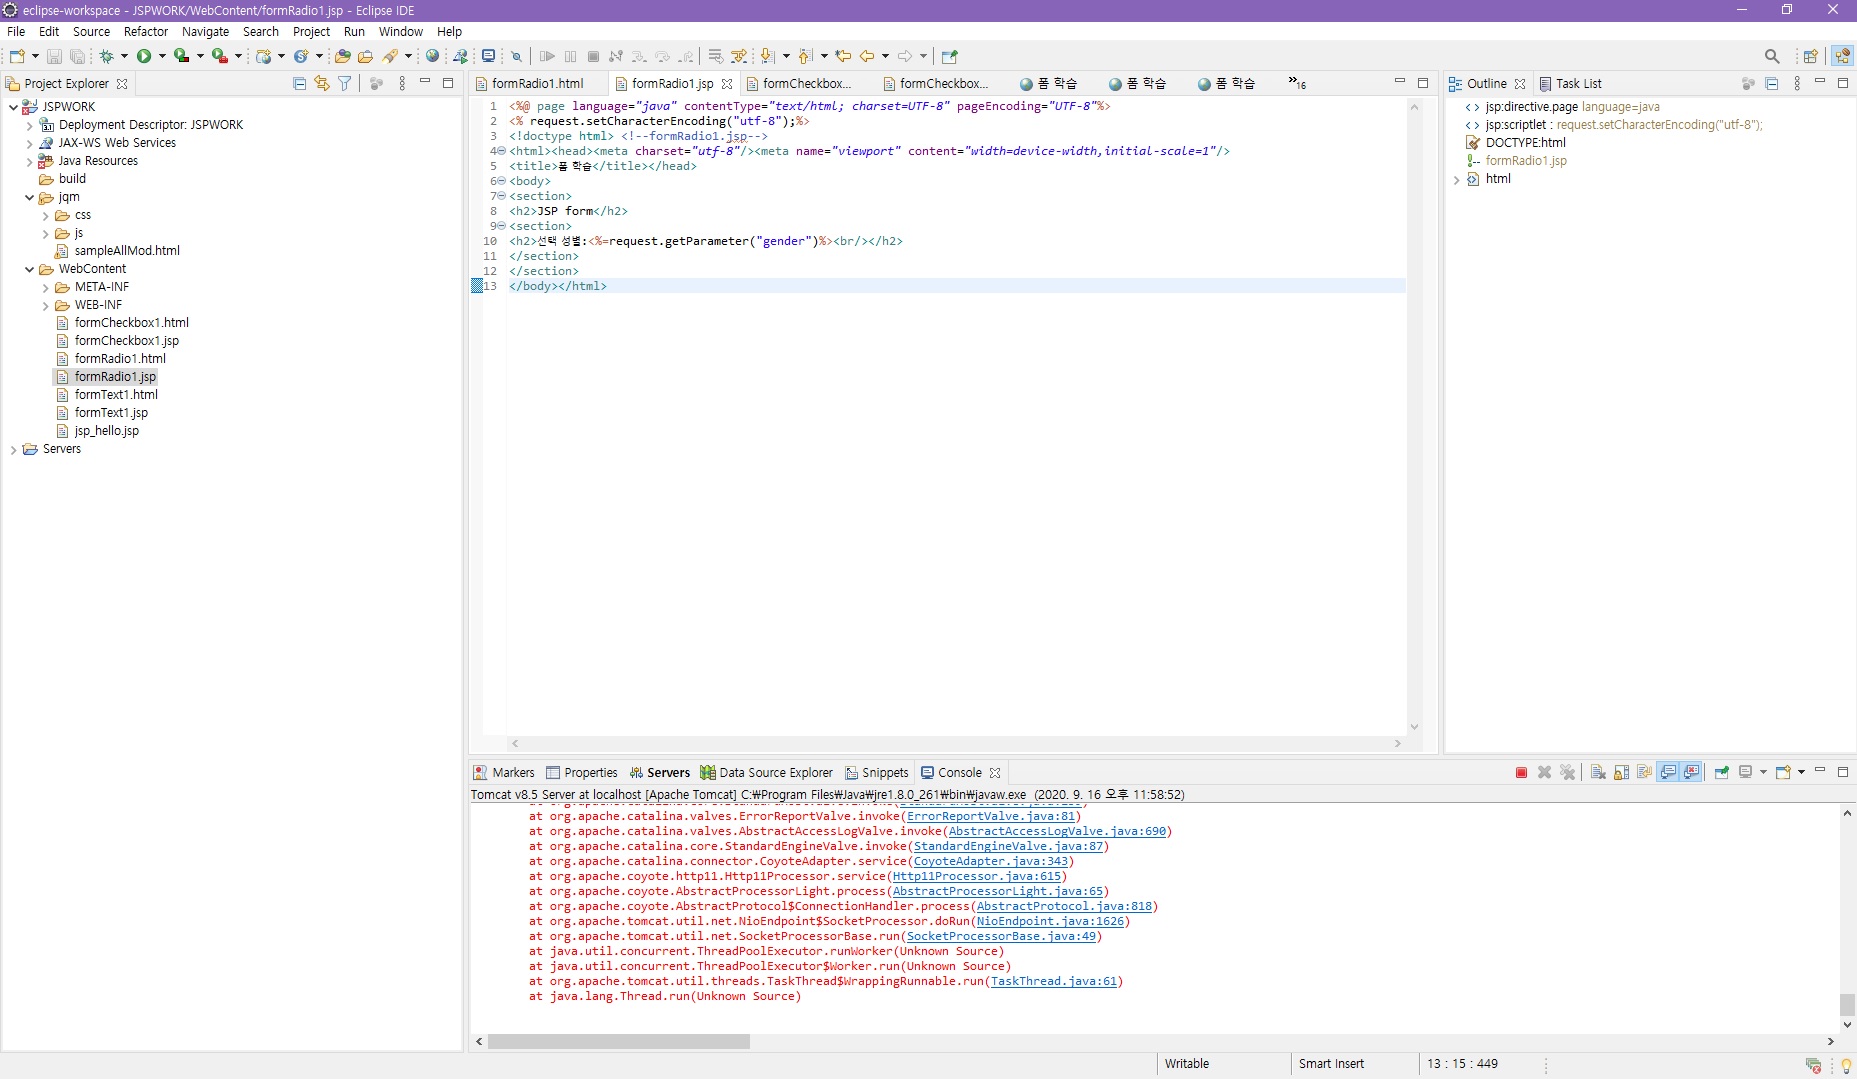 eclipse-workspace - JSPWORK/WebContent/formRadio1.jsp - Eclipse IDE
File Edit Source Refactor Navigate Search Project Run Window Help
Project Explorer
JSPWORK
Deployment Descriptor: JSPWORK
JAX-WS Web Services
Java Resources
build
jqm
css
js
sampleAllMod.html
WebContent
META-INF
WEB-INF
formCheckbox1.html
formCheckbox1.jsp
formRadio1.html
formRadio1.jsp
formText1.html
formText1.jsp
jsp_hello.jsp
Servers
formRadio1.html formRadio1.jsp formCheckbox... formCheckbox... 폼 학습 폼 학습 폼 학습 »16
1 <%@ page language="java" contentType="text/html; charset=UTF-8" pageEncoding="UTF-8"%>
2 <% request.setCharacterEncoding("utf-8");%>
3 <!doctype html> <!--formRadio1.jsp-->
4 <html><head><meta charset="utf-8"/><meta name="viewport" content="width=device-width,initial-scale=1"/>
5 <title>폼 학습</title></head>
6 <body>
7 <section>
8 <h2>JSP form</h2>
9 <section>
10 <h2>선택 성별:<%=request.getParameter("gender")%><br/></h2>
11 </section>
12 </section>
13 </body></html>
Outline Task List
jsp:directive.page language=java
jsp:scriptlet : request.setCharacterEncoding("utf-8");
DOCTYPE:html
formRadio1.jsp
html
Markers Properties Servers Data Source Explorer Snippets Console
Tomcat v8.5 Server at localhost [Apache Tomcat] C:₩Program Files₩Java₩jre1.8.0_261₩bin₩javaw.exe (2020. 9. 16 오후 11:58:52)
at org.apache.catalina.valves.ErrorReportValve.invoke(ErrorReportValve.java:81)
at org.apache.catalina.valves.AbstractAccessLogValve.invoke(AbstractAccessLogValve.java:690)
at org.apache.catalina.core.StandardEngineValve.invoke(StandardEngineValve.java:87)
at org.apache.catalina.connector.CoyoteAdapter.service(CoyoteAdapter.java:343)
at org.apache.coyote.http11.Http11Processor.service(Http11Processor.java:615)
at org.apache.coyote.AbstractProcessorLight.process(AbstractProcessorLight.java:65)
at org.apache.coyote.AbstractProtocol$ConnectionHandler.process(AbstractProtocol.java:818)
at org.apache.tomcat.util.net.NioEndpoint$SocketProcessor.doRun(NioEndpoint.java:1626)
at org.apache.tomcat.util.net.SocketProcessorBase.run(SocketProcessorBase.java:49)
at java.util.concurrent.ThreadPoolExecutor.runWorker(Unknown Source)
at java.util.concurrent.ThreadPoolExecutor$Worker.run(Unknown Source)
at org.apache.tomcat.util.threads.TaskThread$WrappingRunnable.run(TaskThread.java:61)
at java.lang.Thread.run(Unknown Source)
Writable Smart Insert 13 : 15 : 449